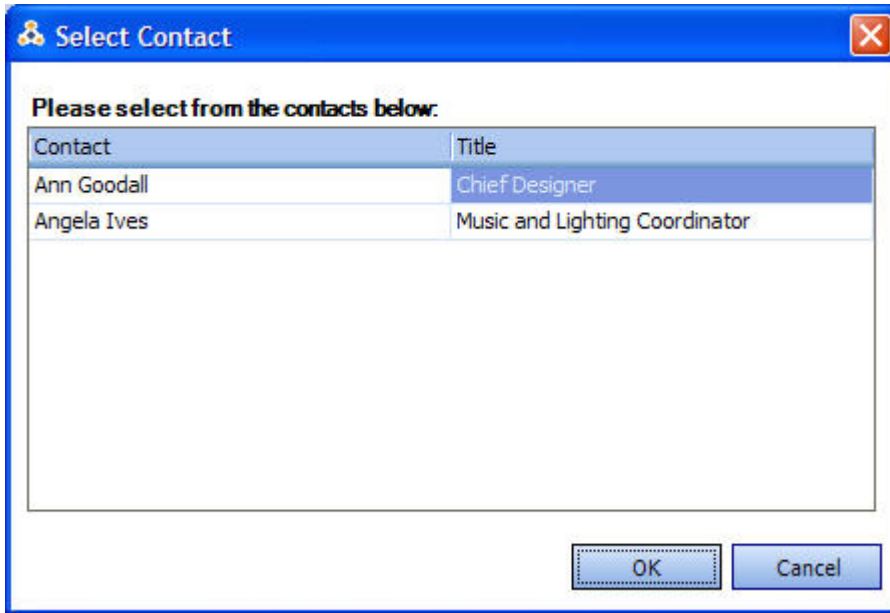 Select Contact
Please select from the contacts below:
Contact Title
Ann Goodall Chief Designer
Angela Ives Music and Lighting Coordinator
OK Cancel